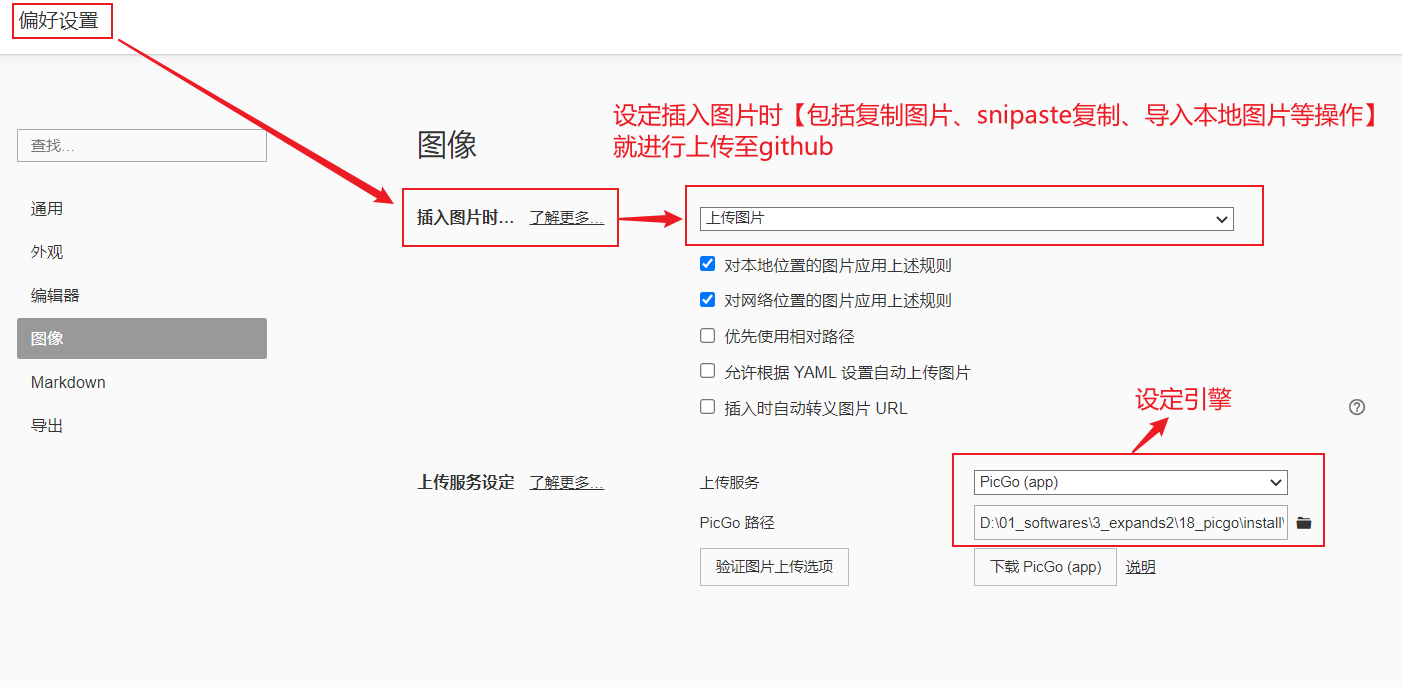 偏好设置
设定插入图片时【包括复制图片、snipaste复制、导入本地图片等操作】
就进行上传至github
查找...
图像
通用
外观
编辑器
图像
Markdown
导出
插入图片时... 了解更多...
上传图片
对本地位置的图片应用上述规则
对网络位置的图片应用上述规则
优先使用相对路径
允许根据 YAML 设置自动上传图片
插入时自动转义图片 URL
设定引擎
上传服务设定 了解更多...
上传服务 PicGo (app)
PicGo 路径 D:\01_softwares\3_expands2\18_picgo\install\
验证图片上传选项 下载 PicGo (app) 说明